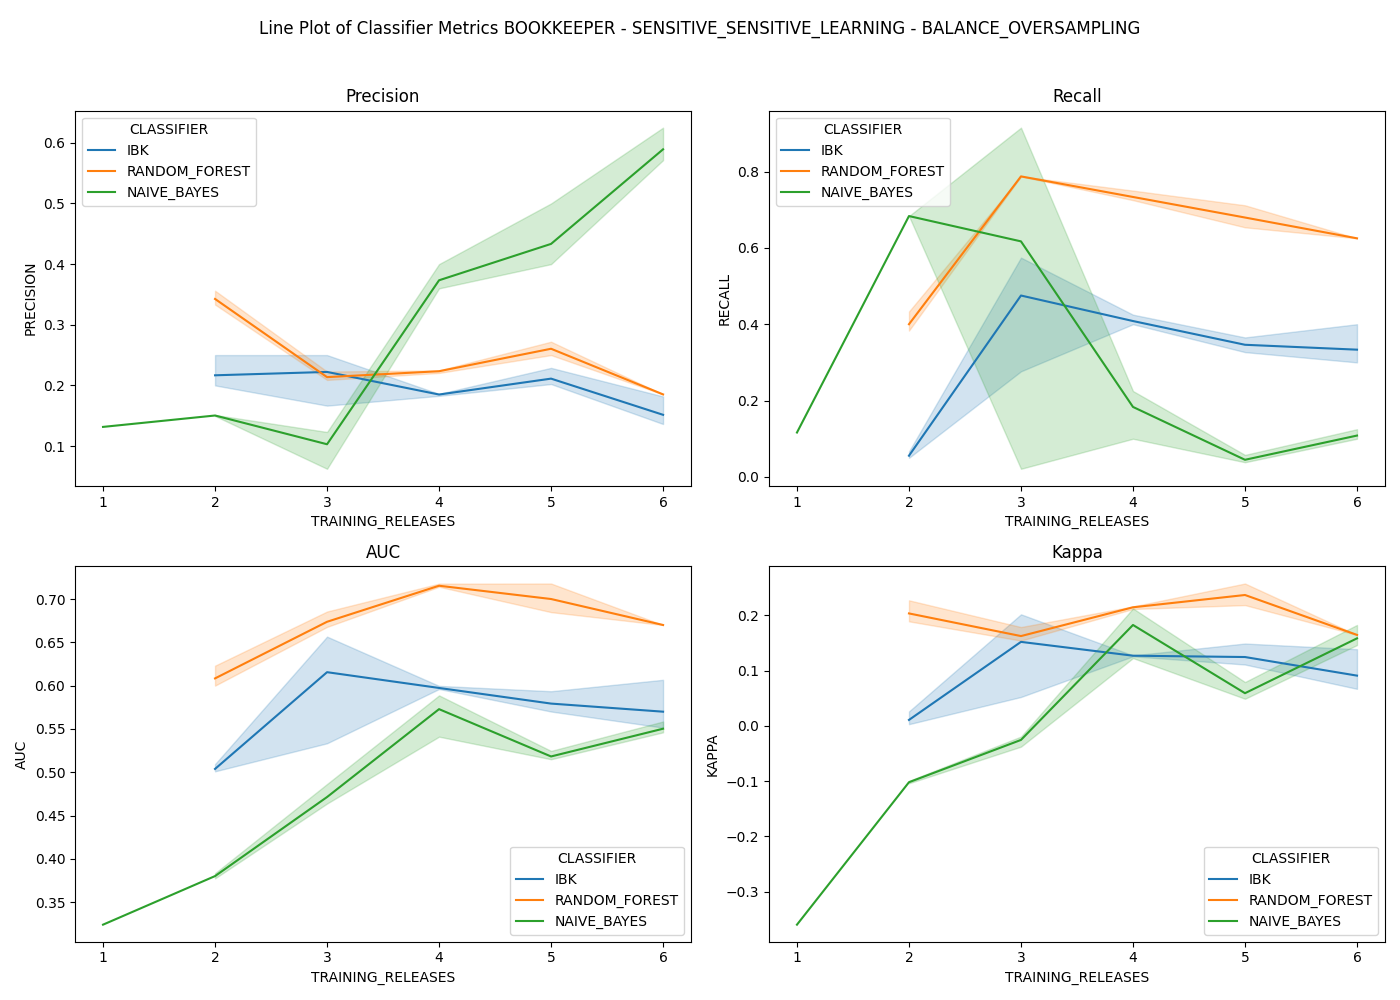 Line Plot of Classifier Metrics BOOKKEEPER - SENSITIVE_SENSITIVE_LEARNING - BALANCE_OVERSAMPLING
Precision
CLASSIFIER
IBK
RANDOM_FOREST
NAIVE_BAYES
PRECISION
0.6
0.5
0.4
0.3
0.2
0.1
1 2 3 4 5 6
TRAINING_RELEASES
Recall
CLASSIFIER
IBK
RANDOM_FOREST
NAIVE_BAYES
RECALL
0.8
0.6
0.4
0.2
0.0
1 2 3 4 5 6
TRAINING_RELEASES
AUC
AUC
0.70
0.65
0.60
0.55
0.50
0.45
0.40
0.35
CLASSIFIER
IBK
RANDOM_FOREST
NAIVE_BAYES
1 2 3 4 5 6
TRAINING_RELEASES
Kappa
KAPPA
0.2
0.1
0.0
−0.1
−0.2
−0.3
CLASSIFIER
IBK
RANDOM_FOREST
NAIVE_BAYES
1 2 3 4 5 6
TRAINING_RELEASES